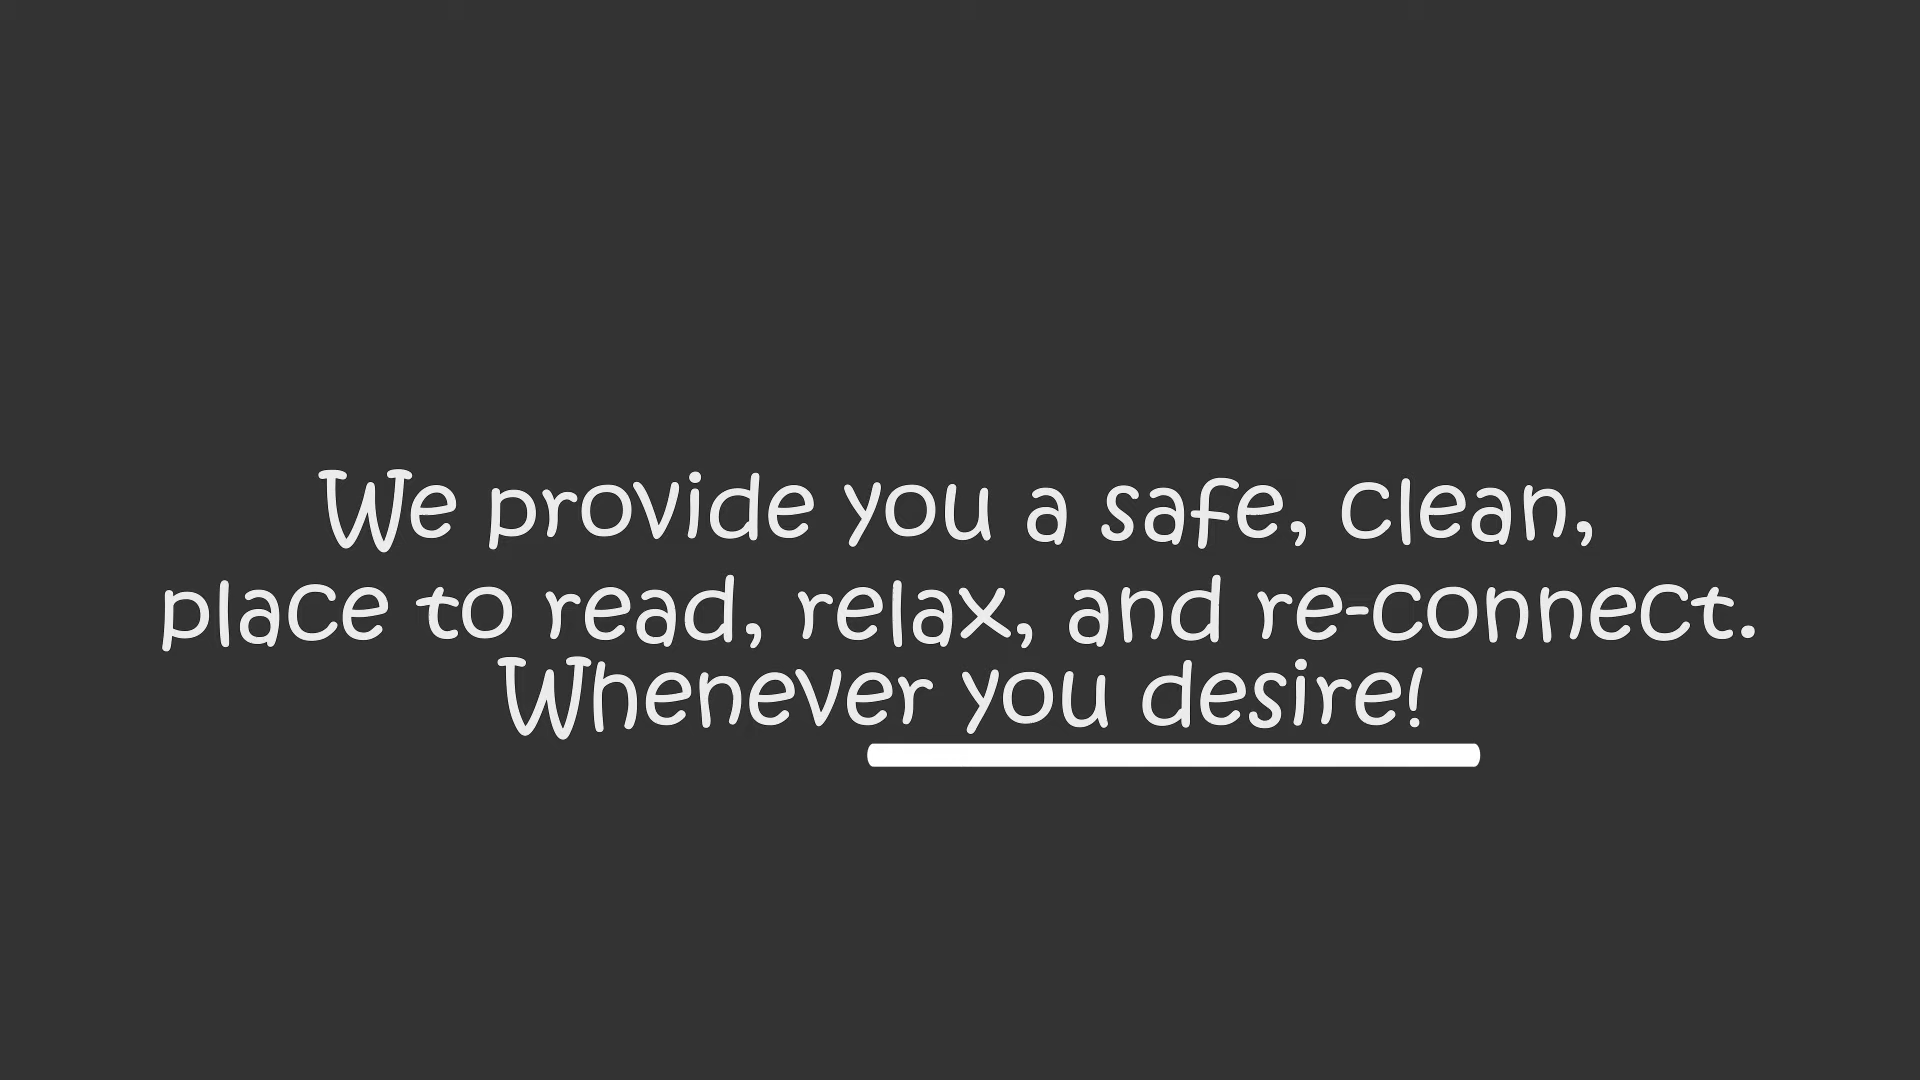 We provide you a safe, clean,
place to read, relax, and re-connect.
Whenever you desire!